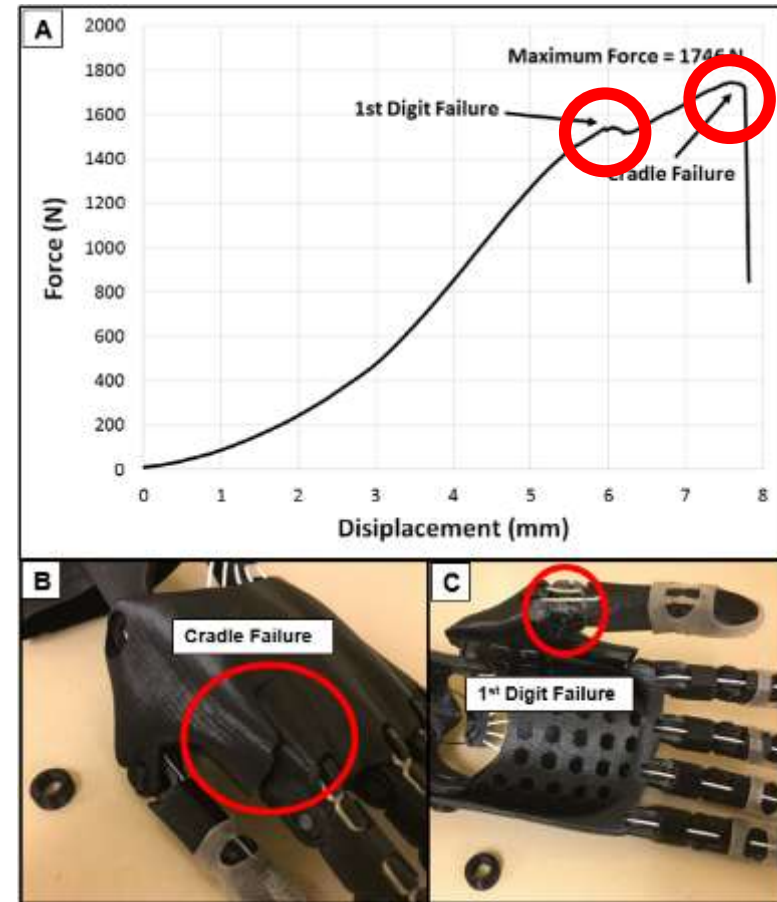 A
2000
1800
1600
1400
1200
1000
800
600
400
200
0
Force (N)
Maximum Force = 1746 N
1st Digit Failure
Cradle Failure
0 1 2 3 4 5 6 7 8
Disiplacement (mm)
B
Cradle Failure
C
1st Digit Failure